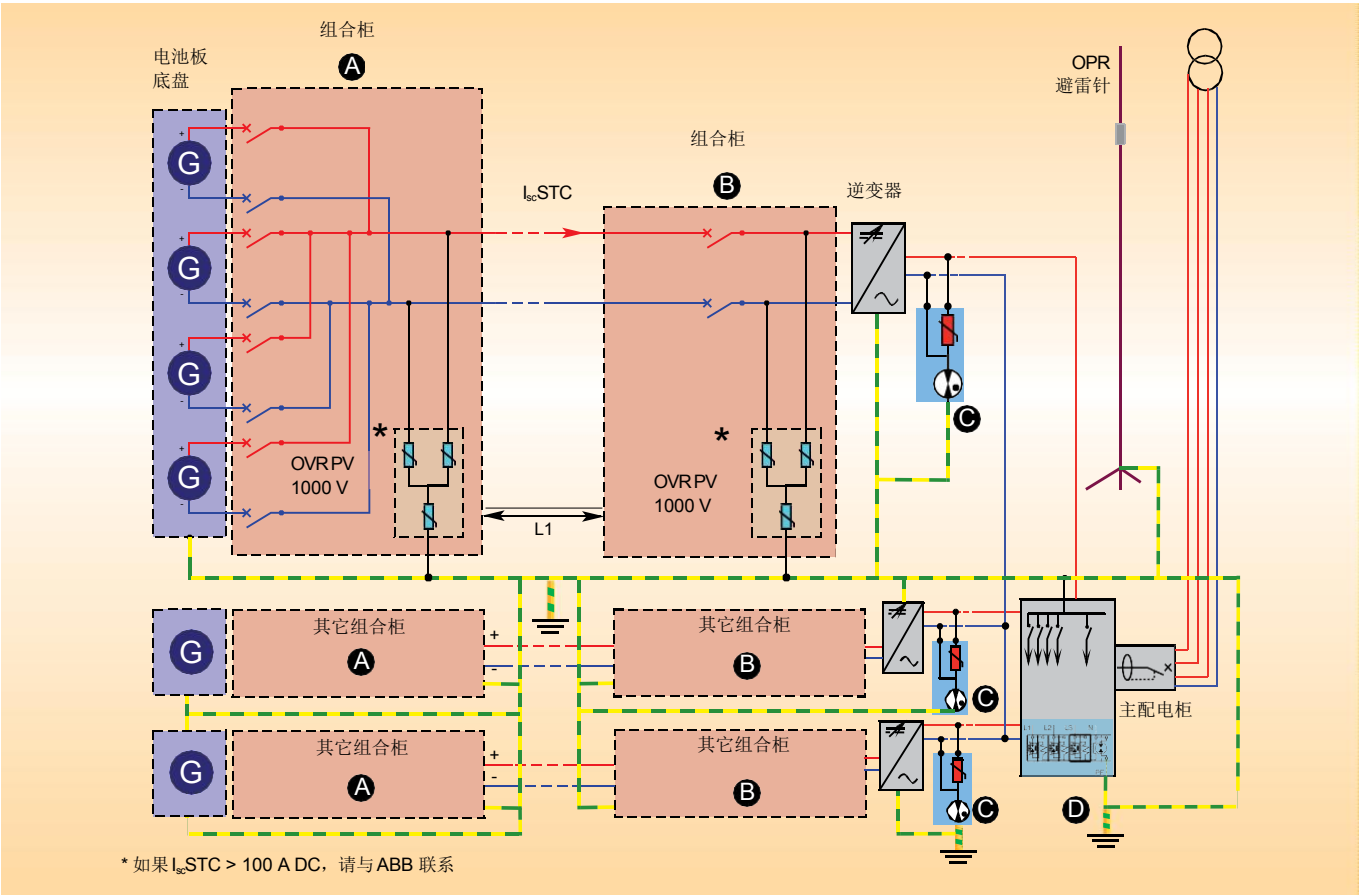 组合柜
A
电池板
底盘
OPR
避雷针
组合柜
B
逆变器
IscSTC
+
G
-
+
G
-
+
G
-
+
G
-
*
OVR PV
1000 V
*
OVR PV
1000 V
C
L1
G
其它组合柜
A
+
-
其它组合柜
B
C
主配电柜
G
其它组合柜
A
+
-
其它组合柜
B
C
D
L1
* 如果 IscSTC > 100 A DC，请与 ABB 联系